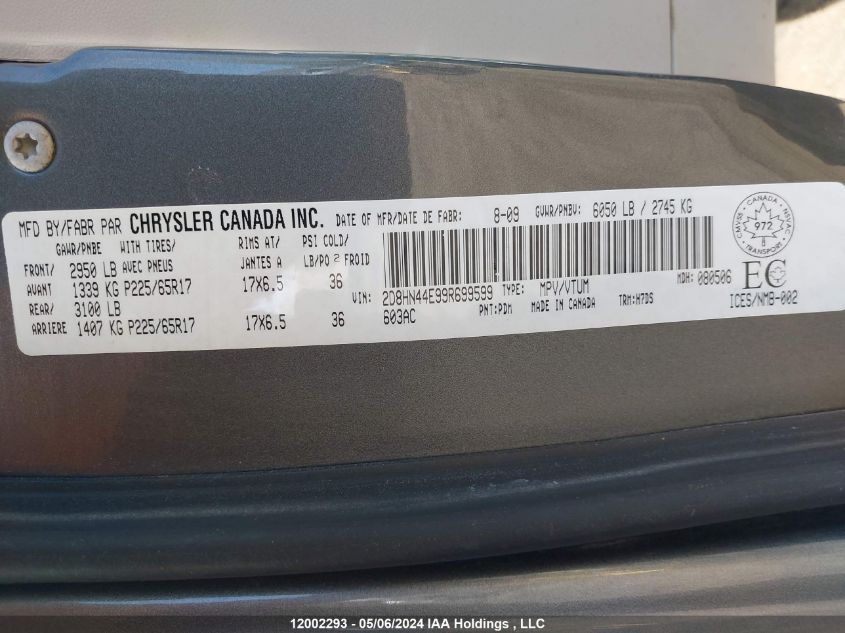 MFD BY/FABR PAR CHRYSLER CANADA INC. DATE OF MFR/DATE DE FABR: 8-09 GVWR/PNBV: 6050 LB / 2745 KG
GAWR/PNBE WITH TIRES/ RIMS AT/ PSI COLD/
FRONT/ 2950 LB AVEC PNEUS JANTES A LB/PO 2 FROID
AVANT 1339 KG P225/65R17 17X6.5 36
REAR/ 3100 LB
ARRIERE 1407 KG P225/65R17 17X6.5 36
VIN: 2D8HN44E99R699599 TYPE: MPV/VTUM MDH: 080506
603AC PNT:PDM MADE IN CANADA TRM:H7DS
CMVSS CANADA NSVAC
972
8
TRANSPORT
EC
ICES/NMB-002
12002293 - 05/06/2024 IAA Holdings , LLC